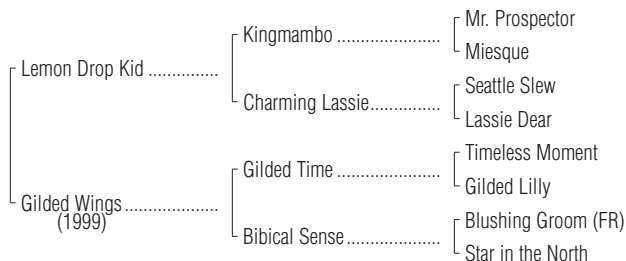 Mr. Prospector
Kingmambo ......................
Miesque
Lemon Drop Kid ...............
Seattle Slew
Charming Lassie...............
Lassie Dear
Timeless Moment
Gilded Time ......................
Gilded Lilly
Gilded Wings....................
(1999)
Blushing Groom (FR)
Bibical Sense....................
Star in the North